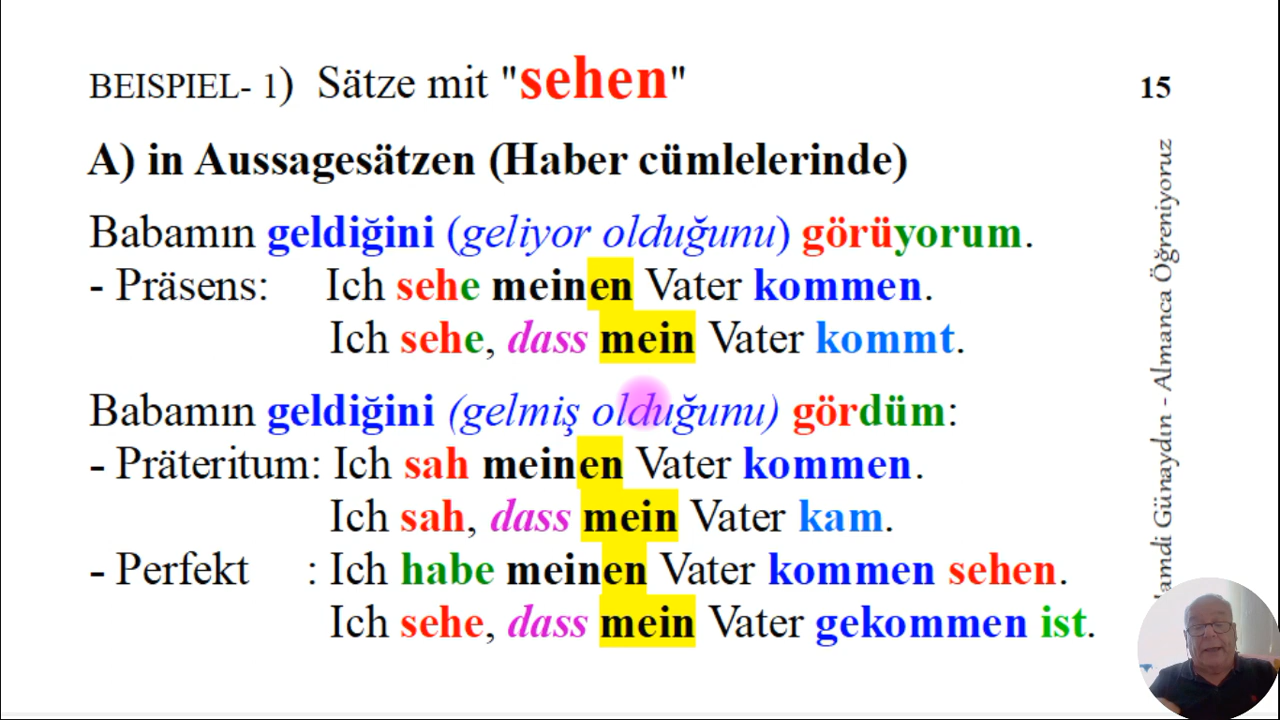 BEISPIEL- 1) Sätze mit "sehen" 15
A) in Aussagesätzen (Haber cümlelerinde)
Babamın geldiğini (geliyor olduğunu) görüyorum.
- Präsens: Ich sehe meinen Vater kommen.
Ich sehe, dass mein Vater kommt.
Babamın geldiğini (gelmiş olduğunu) gördüm:
- Präteritum: Ich sah meinen Vater kommen.
Ich sah, dass mein Vater kam.
- Perfekt : Ich habe meinen Vater kommen sehen.
Ich sehe, dass mein Vater gekommen ist.
amdi Günaydın - Almanca Öğreniyoruz